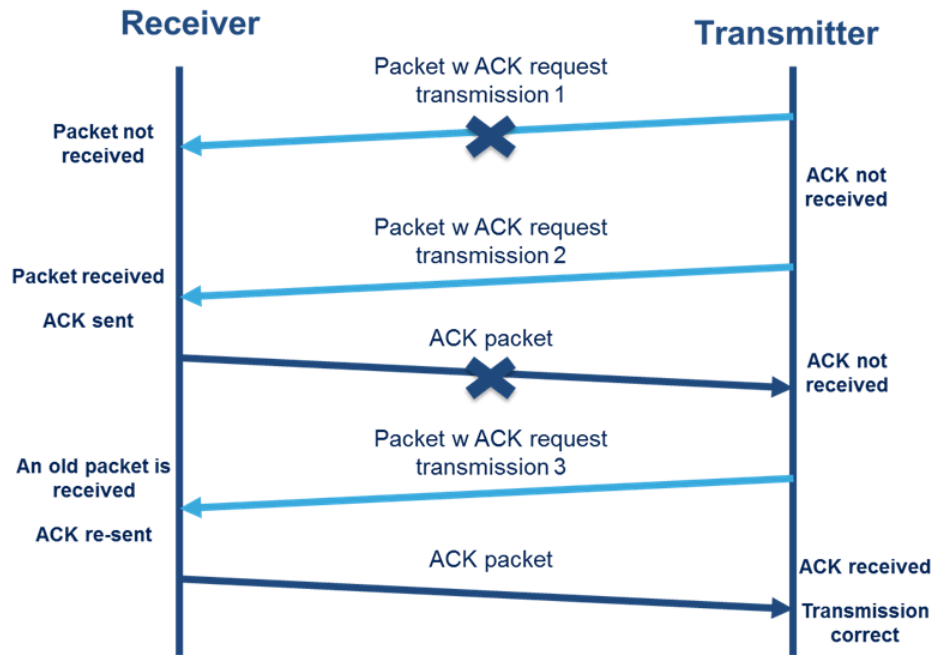 Receiver
Transmitter
Packet w ACK request
transmission 1
Packet not
received
ACK not
received
Packet w ACK request
transmission 2
Packet received
ACK sent
ACK packet
ACK not
received
Packet w ACK request
transmission 3
An old packet is
received
ACK re-sent
ACK packet
ACK received
Transmission
correct